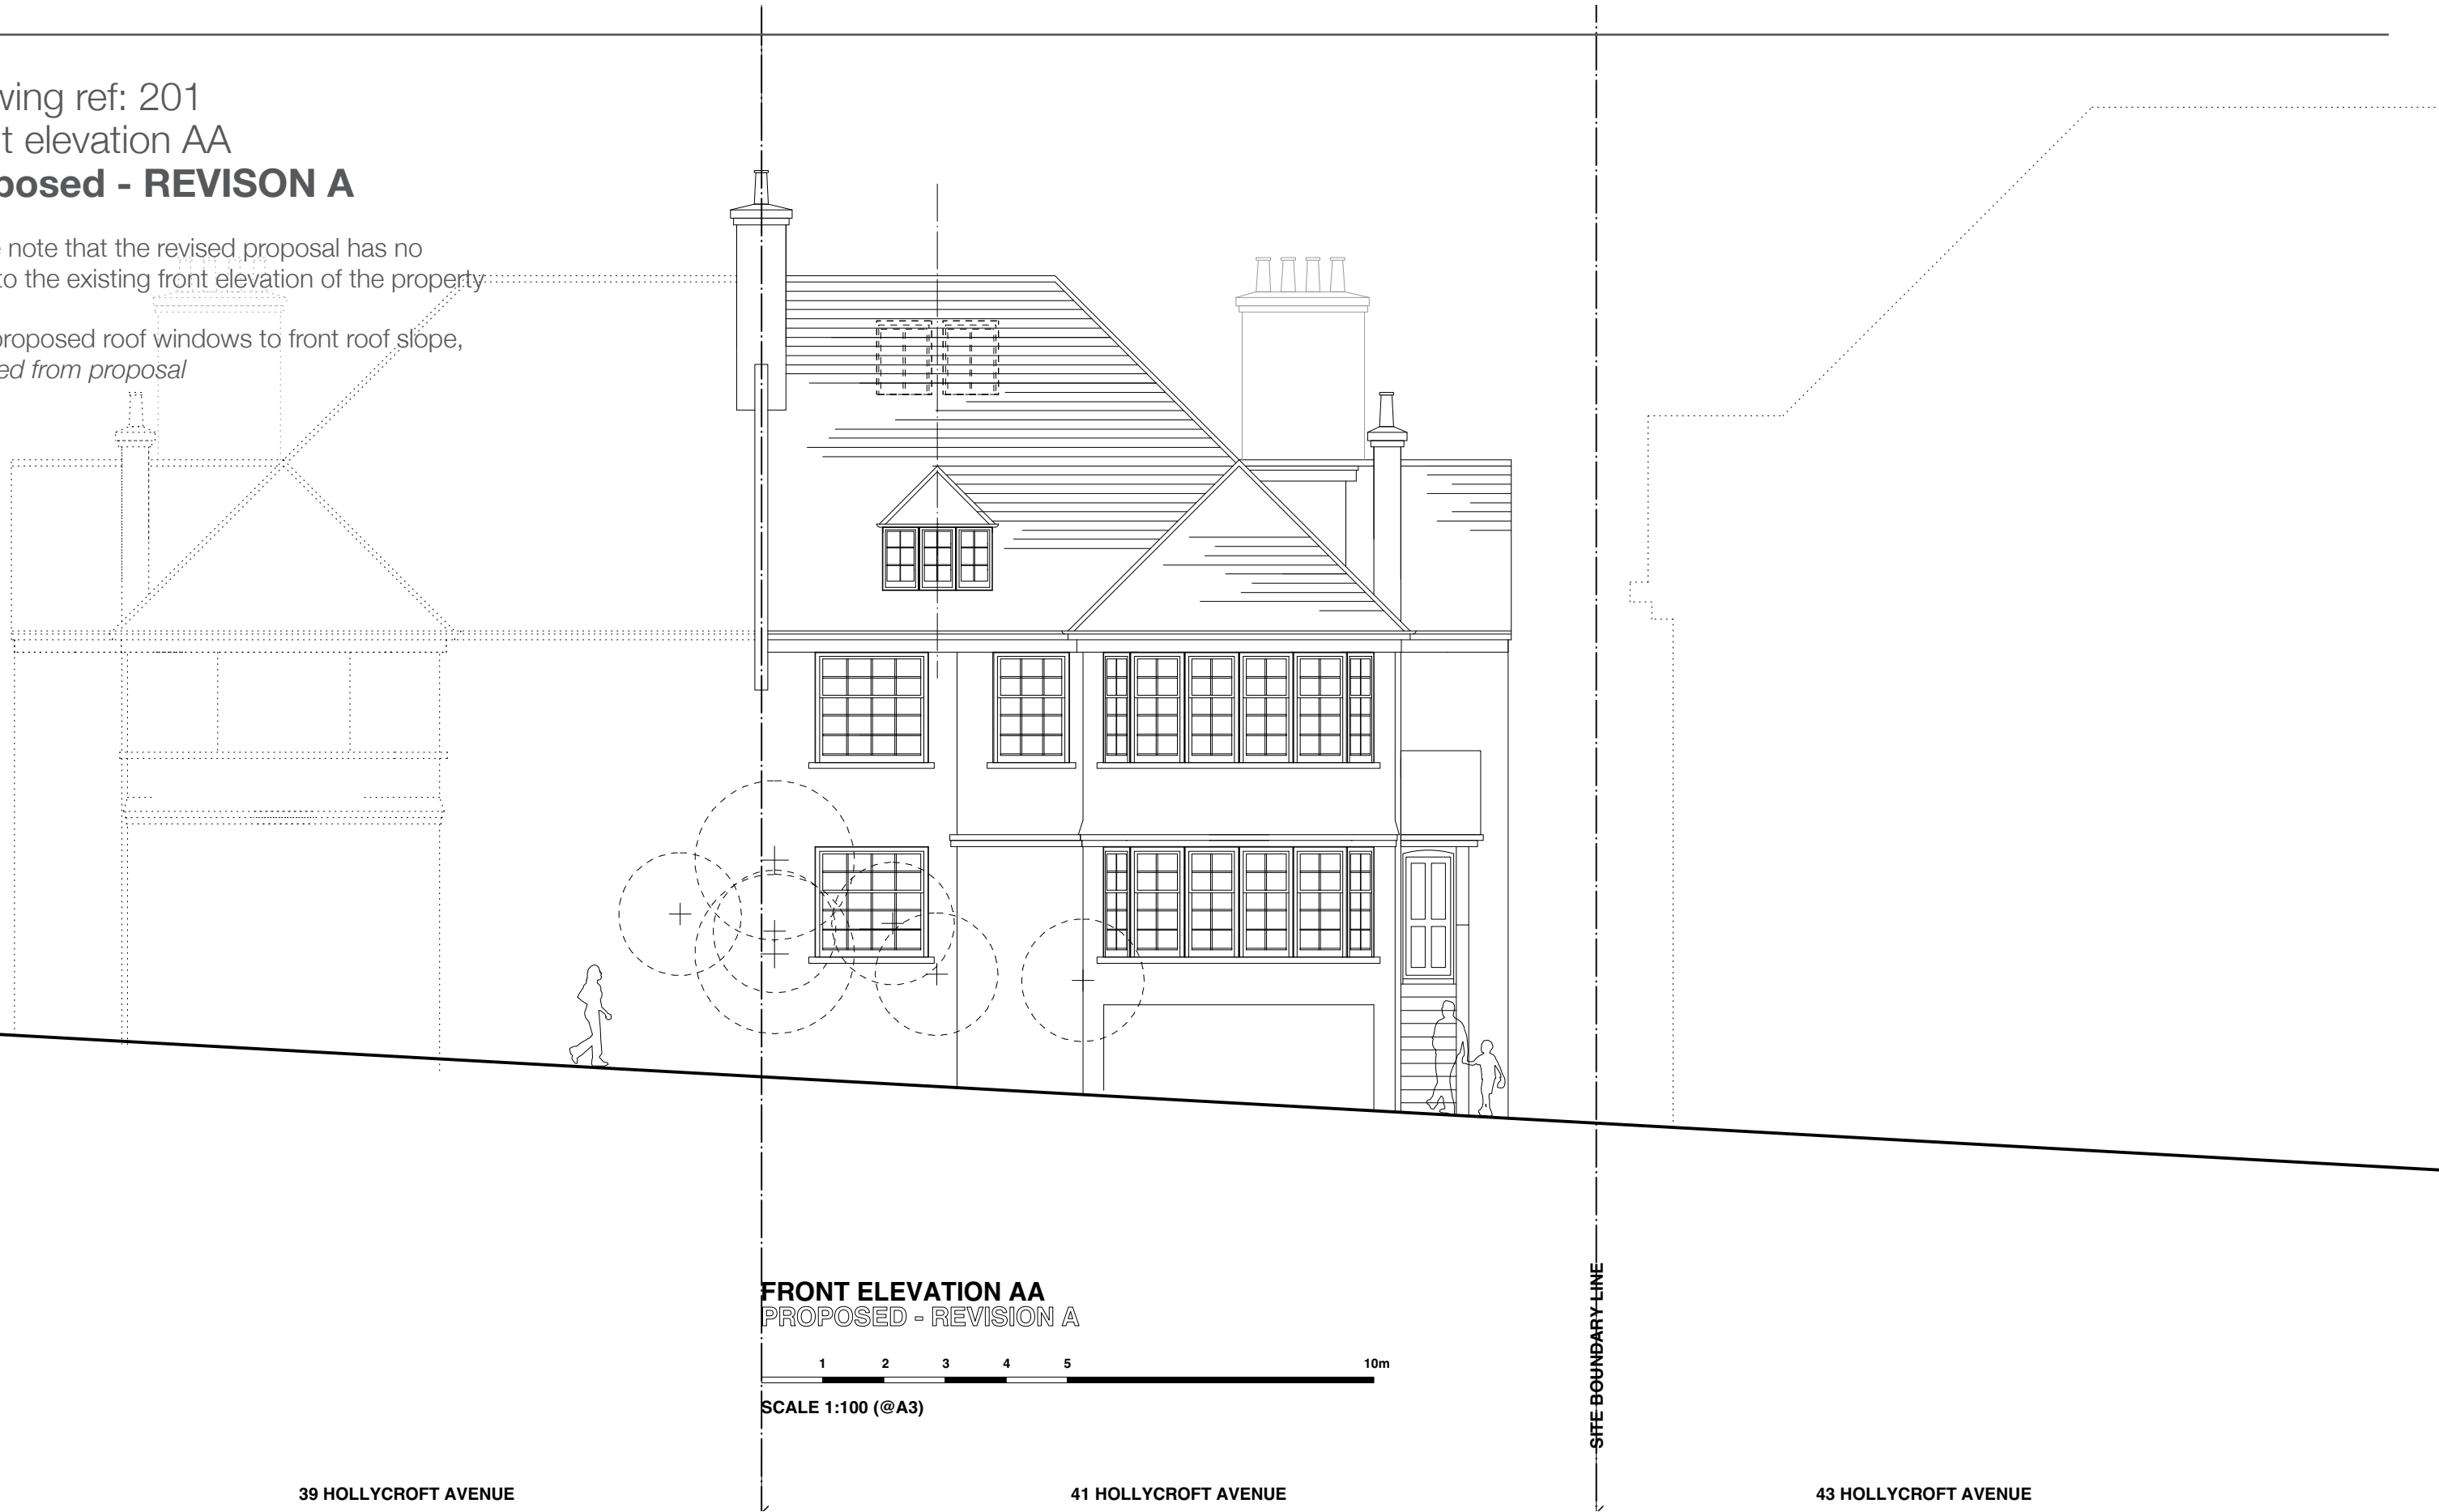 wing ref: 201
t elevation AA
posed - REVISON A
note that the revised proposal has no
to the existing front elevation of the property
proposed roof windows to front roof slope,
ed from proposal
FRONT ELEVATION AA
PROPOSED - REVISION A
1 2 3 4 5 10m
SCALE 1:100 (@A3)
SITE BOUNDARY LINE
39 HOLLYCROFT AVENUE
41 HOLLYCROFT AVENUE
43 HOLLYCROFT AVENUE